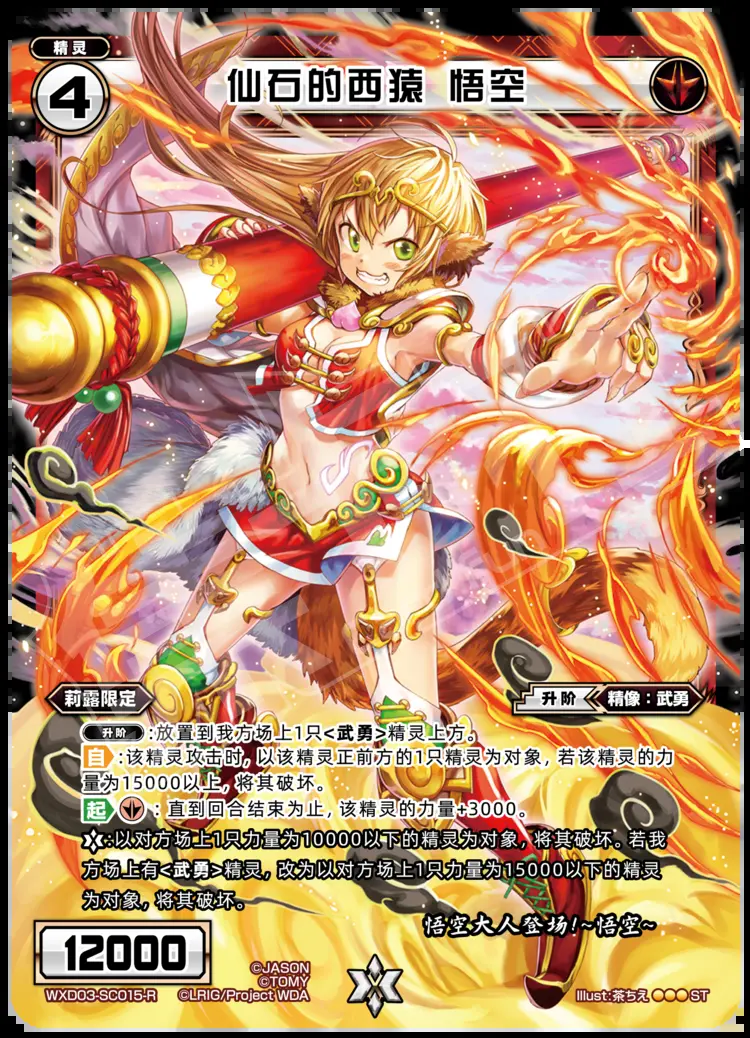 精灵
4
仙石的西猿 悟空
莉露限定
升阶 精像：武勇
升阶:放置到我方场上1只<武勇>精灵上方。
自:该精灵攻击时, 以该精灵正前方的1只精灵为对象, 若该精灵的力
量为15000以上, 将其破坏。
起 : 直到回合结束为止, 该精灵的力量+3000。
:以对方场上1只力量为10000以下的精灵为对象, 将其破坏. 若我
方场上有<武勇>精灵, 改为以对方场上1只力量为15000以下的精灵
为对象, 将其破坏。
悟空大人登场!~悟空~
12000
©JASON
©TOMY
WXD03-SC015-R ©LRIG/Project WDA
Illust:茶ちえ ST